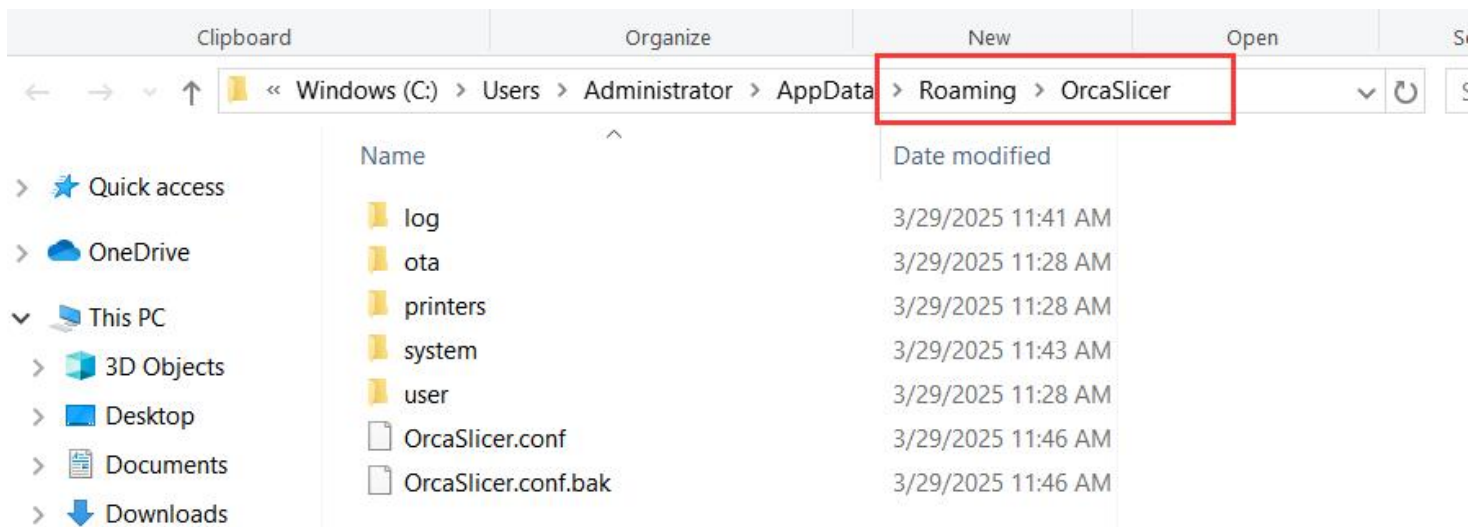 Clipboard Organize New Open
« Windows (C:) > Users > Administrator > AppData > Roaming > OrcaSlicer
Name Date modified
Quick access
OneDrive
This PC
3D Objects
Desktop
Documents
Downloads
log 3/29/2025 11:41 AM
ota 3/29/2025 11:28 AM
printers 3/29/2025 11:28 AM
system 3/29/2025 11:43 AM
user 3/29/2025 11:28 AM
OrcaSlicer.conf 3/29/2025 11:46 AM
OrcaSlicer.conf.bak 3/29/2025 11:46 AM